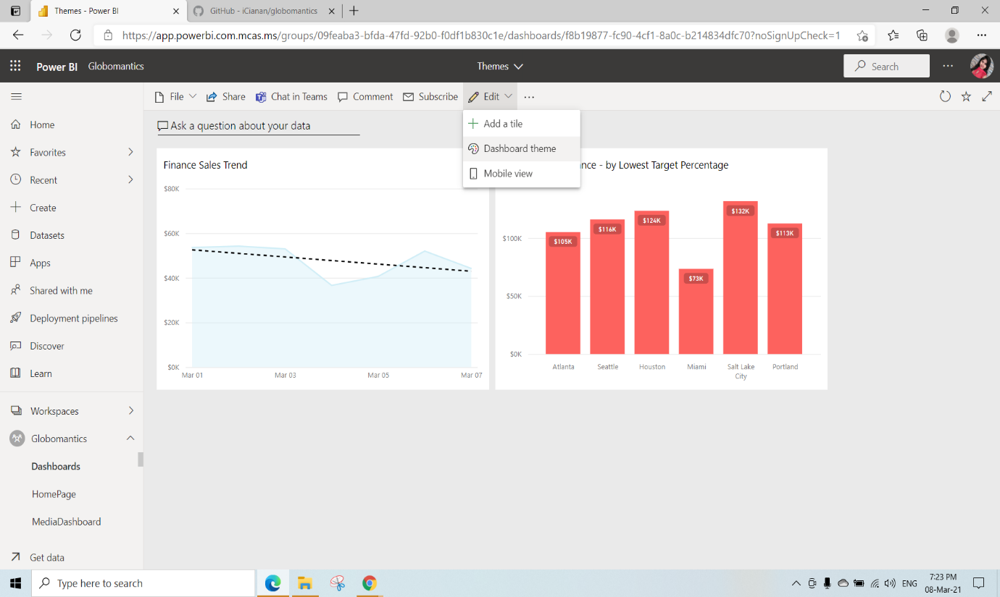 Themes - Power BI
GitHub - iCianan/globomantics
https://app.powerbi.com.mcas.ms/groups/09feaba3-bfda-47fd-92b0-f0df1b830c1e/dashboards/f8b19877-fc90-4cf1-8a0c-b214834dfc70?noSignUpCheck=1
Power BI Globomantics
Themes
Search
File
Share
Chat in Teams
Comment
Subscribe
Edit
Add a tile
Dashboard theme
Mobile view
Home
Favorites
Recent
Create
Datasets
Apps
Shared with me
Deployment pipelines
Discover
Learn
Workspaces
Globomantics
Dashboards
HomePage
MediaDashboard
Get data
Ask a question about your data
Finance Sales Trend
$80K
$60K
$40K
$20K
$0K
Mar 01 Mar 03 Mar 05 Mar 07
nce - by Lowest Target Percentage
$100K
$50K
$0K
$105K
$116K
$124K
$73K
$132K
$113K
Atlanta Seattle Houston Miami Salt Lake Portland
City
Type here to search
ENG
7:23 PM
08-Mar-21